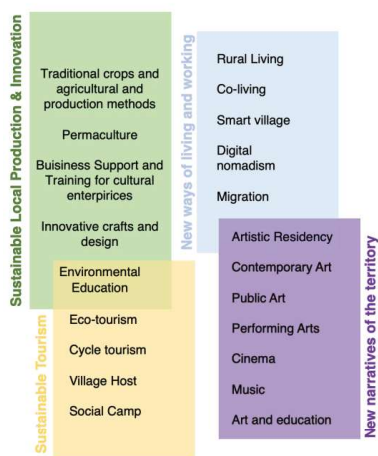 Sustainable Local Production & Innovation
Traditional crops and
agricultural and
production methods
Permaculture
Buisiness Support and
Training for cultural
enterpirices
Innovative crafts and
design
Environmental
Education
Sustainable Tourism
Eco-tourism
Cycle tourism
Village Host
Social Camp
New ways of living and working
Rural Living
Co-living
Smart village
Digital
nomadism
Migration
Artistic Residency
Contemporary Art
Public Art
Performing Arts
Cinema
Music
Art and education
New narratives of the territory